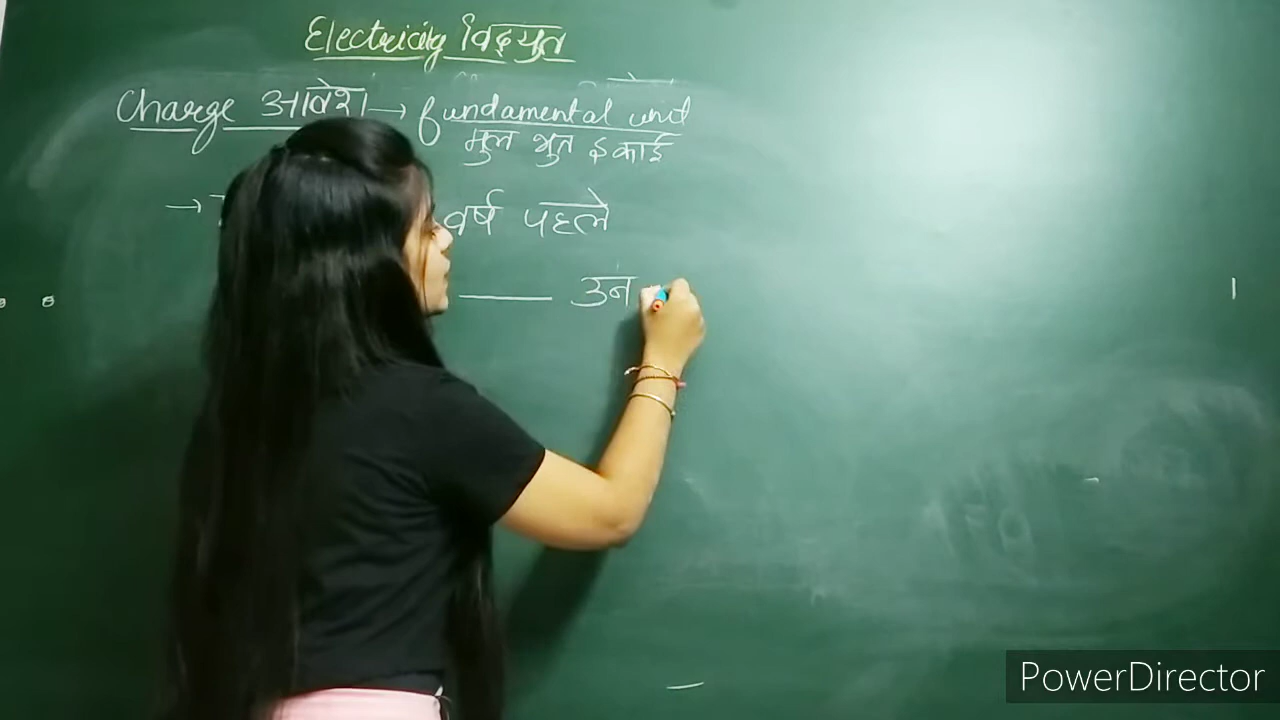 Electricity विद्युत
Charge आवेश → fundamental unit
मुल भुत इकाई
→ वर्ष पहले
—— उन
PowerDirector